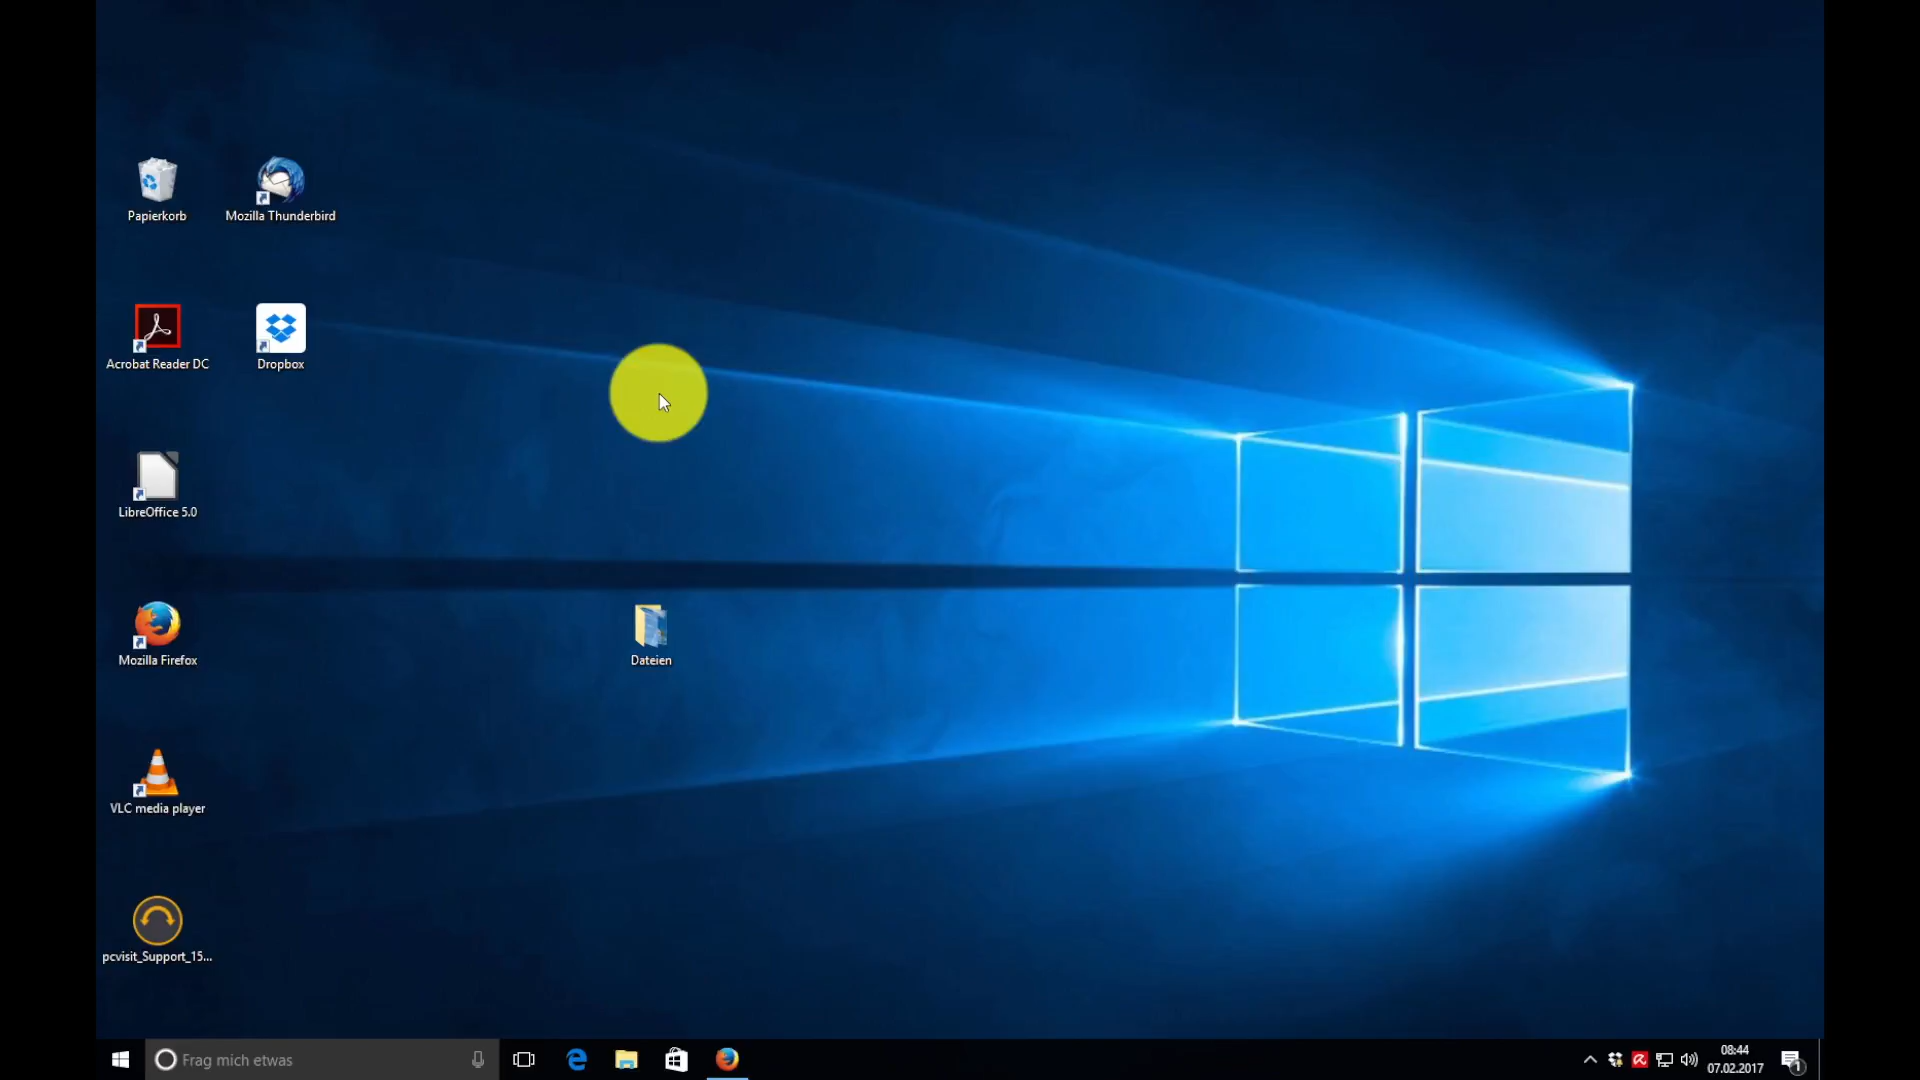 Papierkorb
Mozilla Thunderbird
Acrobat Reader DC
Dropbox
LibreOffice 5.0
Mozilla Firefox
Dateien
VLC media player
pcvisit_Support_15...
Frag mich etwas
08:44
07.02.2017
1